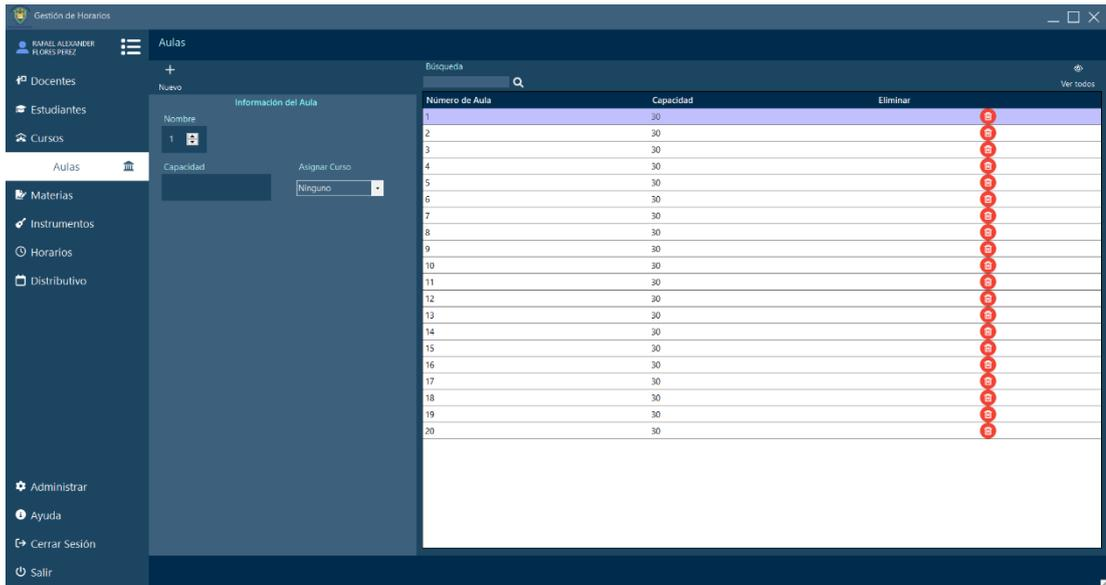 Gestión de Horarios
RAFAEL ALEXANDER
FLORES PEREZ
Docentes
Estudiantes
Cursos
Aulas
Materias
Instrumentos
Horarios
Distributivo
Administrar
Ayuda
Cerrar Sesión
Salir
Aulas
Nuevo
Información del Aula
Nombre
1
Capacidad Asignar Curso
Ninguno
Búsqueda
Ver todos
Número de Aula Capacidad Eliminar
1 30
2 30
3 30
4 30
5 30
6 30
7 30
8 30
9 30
10 30
11 30
12 30
13 30
14 30
15 30
16 30
17 30
18 30
19 30
20 30